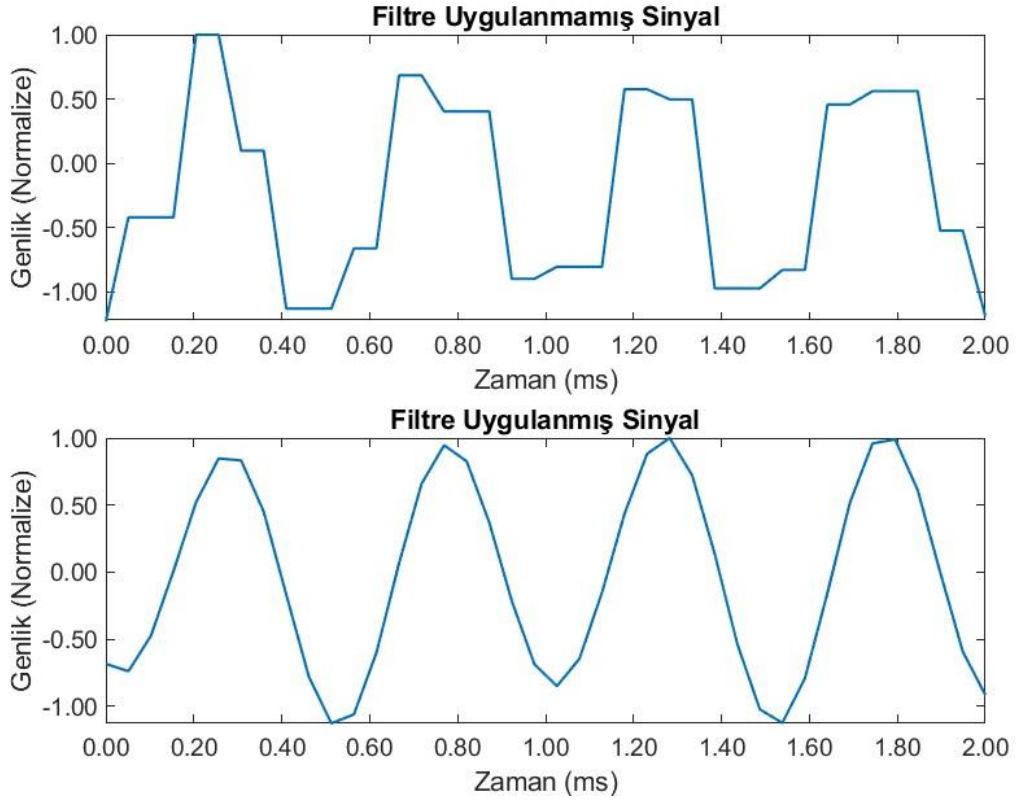 Filtre Uygulanmamış Sinyal
1.00
0.50
0.00
-0.50
-1.00
Genlik (Normalize)
0.00 0.20 0.40 0.60 0.80 1.00 1.20 1.40 1.60 1.80 2.00
Zaman (ms)
Filtre Uygulanmış Sinyal
1.00
0.50
0.00
-0.50
-1.00
Genlik (Normalize)
0.00 0.20 0.40 0.60 0.80 1.00 1.20 1.40 1.60 1.80 2.00
Zaman (ms)